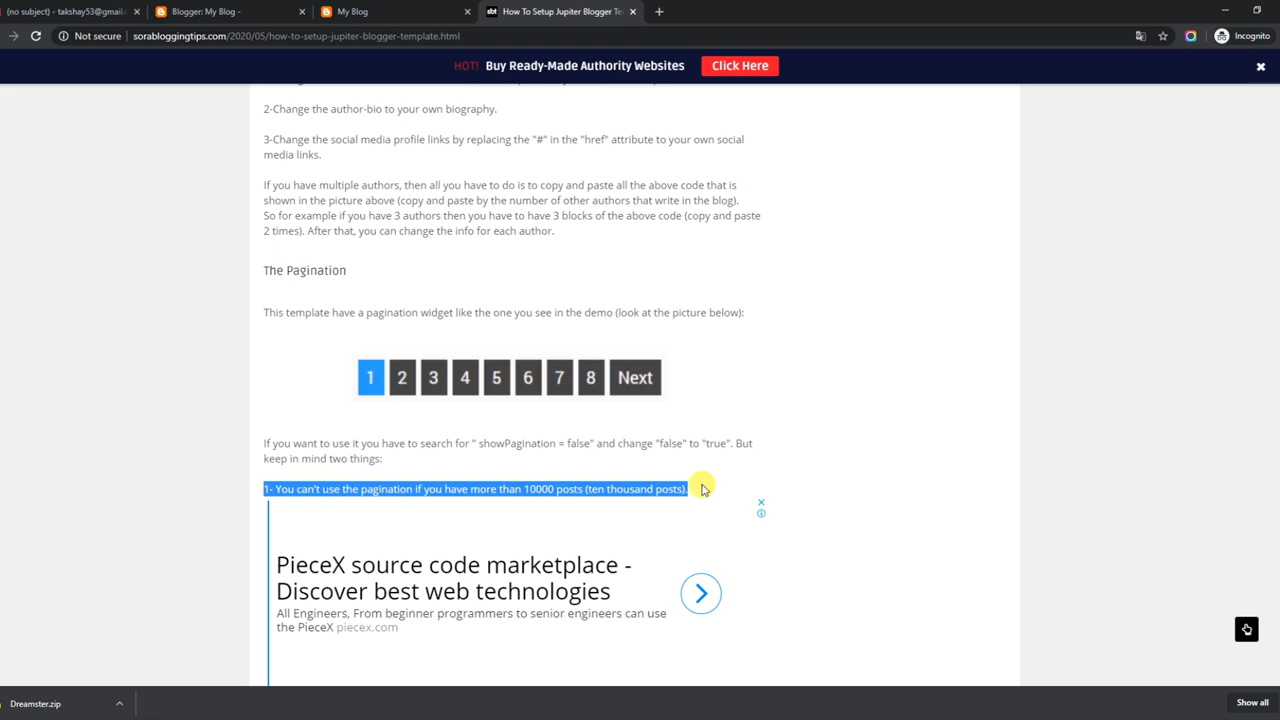 (no subject) - takshay53@gmail.
Blogger: My Blog -
My Blog
sbt How To Setup Jupiter Blogger Te
Not secure sorabloggingtips.com/2020/05/how-to-setup-jupiter-blogger-template.html
Incognito
HOT! Buy Ready-Made Authority Websites Click Here
2-Change the author-bio to your own biography.
3-Change the social media profile links by replacing the "#" in the "href" attribute to your own social
media links.
If you have multiple authors, then all you have to do is to copy and paste all the above code that is
shown in the picture above (copy and paste by the number of other authors that write in the blog).
So for example if you have 3 authors then you have to have 3 blocks of the above code (copy and paste
2 times). After that, you can change the info for each author.
The Pagination
This template have a pagination widget like the one you see in the demo (look at the picture below):
1 2 3 4 5 6 7 8 Next
If you want to use it you have to search for " showPagination = false" and change "false" to "true". But
keep in mind two things:
1- You can't use the pagination if you have more than 10000 posts (ten thousand posts).
PieceX source code marketplace -
Discover best web technologies
All Engineers, From beginner programmers to senior engineers can use
the PieceX piecex.com
Dreamster.zip
Show all